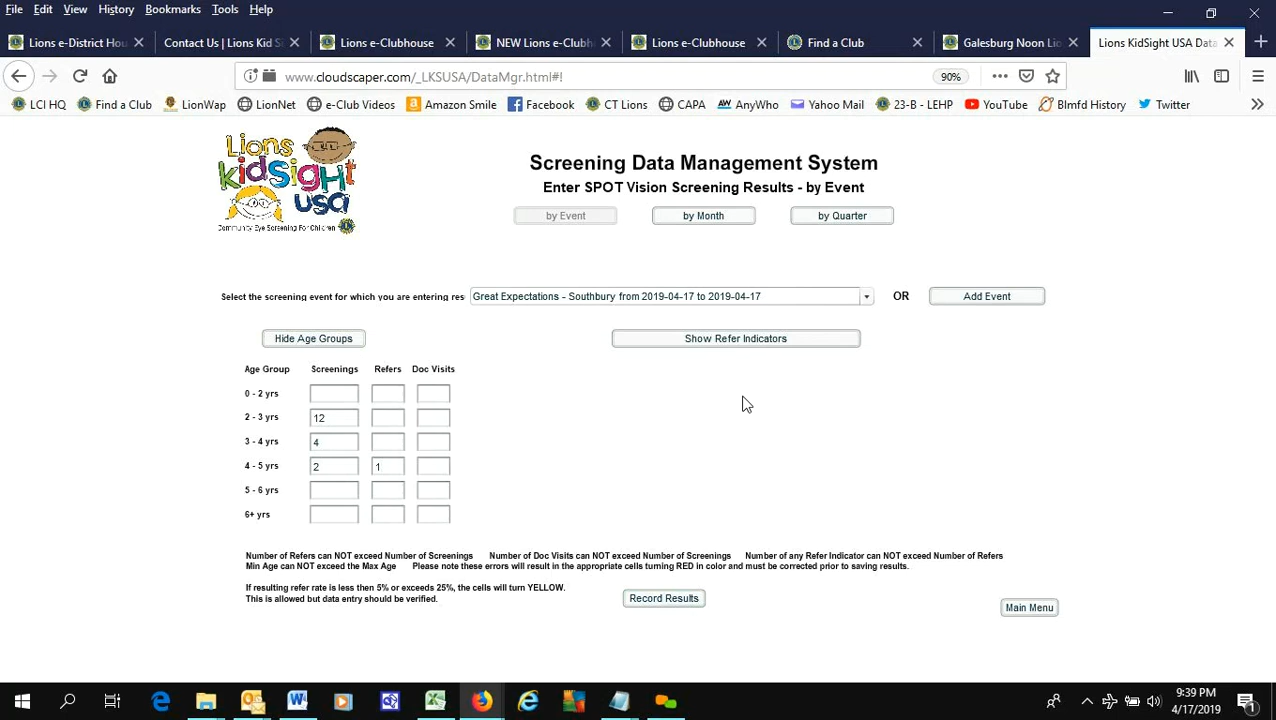 File Edit View History Bookmarks Tools Help
Lions e-District Hou Contact Us | Lions Kid S Lions e-Clubhouse NEW Lions e-Clubhou Lions e-Clubhouse Find a Club Galesburg Noon Lio Lions KidSight USA Data
www.cloudscaper.com/_LKSUSA/DataMgr.html#! 90%
LCI HQ Find a Club LionWap LionNet e-Club Videos Amazon Smile Facebook CT Lions CAPA AnyWho Yahoo Mail 23-B - LEHP YouTube Blmfd History Twitter
Lions
KidSight
USA
Community Eye Screening For Children
Screening Data Management System
Enter SPOT Vision Screening Results - by Event
by Event by Month by Quarter
Select the screening event for which you are entering res Great Expectations - Southbury from 2019-04-17 to 2019-04-17 OR Add Event
Hide Age Groups Show Refer Indicators
Age Group Screenings Refers Doc Visits
0 - 2 yrs
2 - 3 yrs 12
3 - 4 yrs 4
4 - 5 yrs 2 1
5 - 6 yrs
6+ yrs
Number of Refers can NOT exceed Number of Screenings Number of Doc Visits can NOT exceed Number of Screenings Number of any Refer Indicator can NOT exceed Number of Refers
Min Age can NOT exceed the Max Age Please note these errors will result in the appropriate cells turning RED in color and must be corrected prior to saving results.
If resulting refer rate is less then 5% or exceeds 25%, the cells will turn YELLOW.
This is allowed but data entry should be verified.
Record Results
Main Menu
9:39 PM
4/17/2019
1